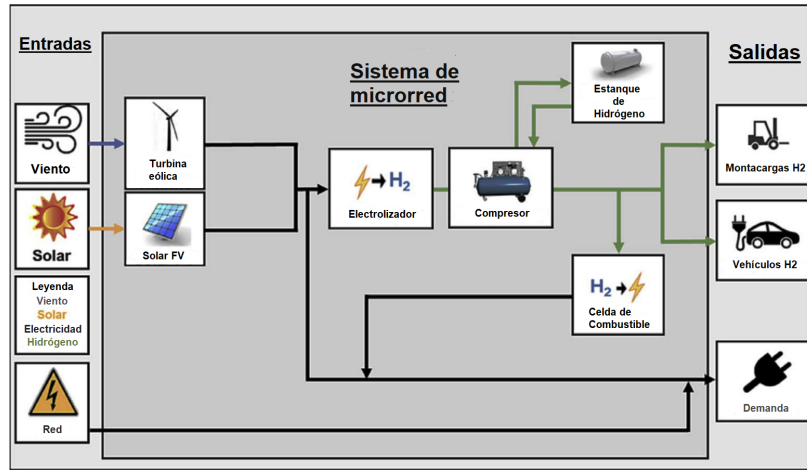 Entradas
Sistema de
microrred
Salidas
Viento
Turbina
eólica
Solar
Solar FV
Leyenda
Viento
Solar
Electricidad
Hidrógeno
Red
H₂
Electrolizador
Compresor
Estanque
de
Hidrógeno
H₂
Celda de
Combustible
Montacargas H2
Vehículos H2
Demanda